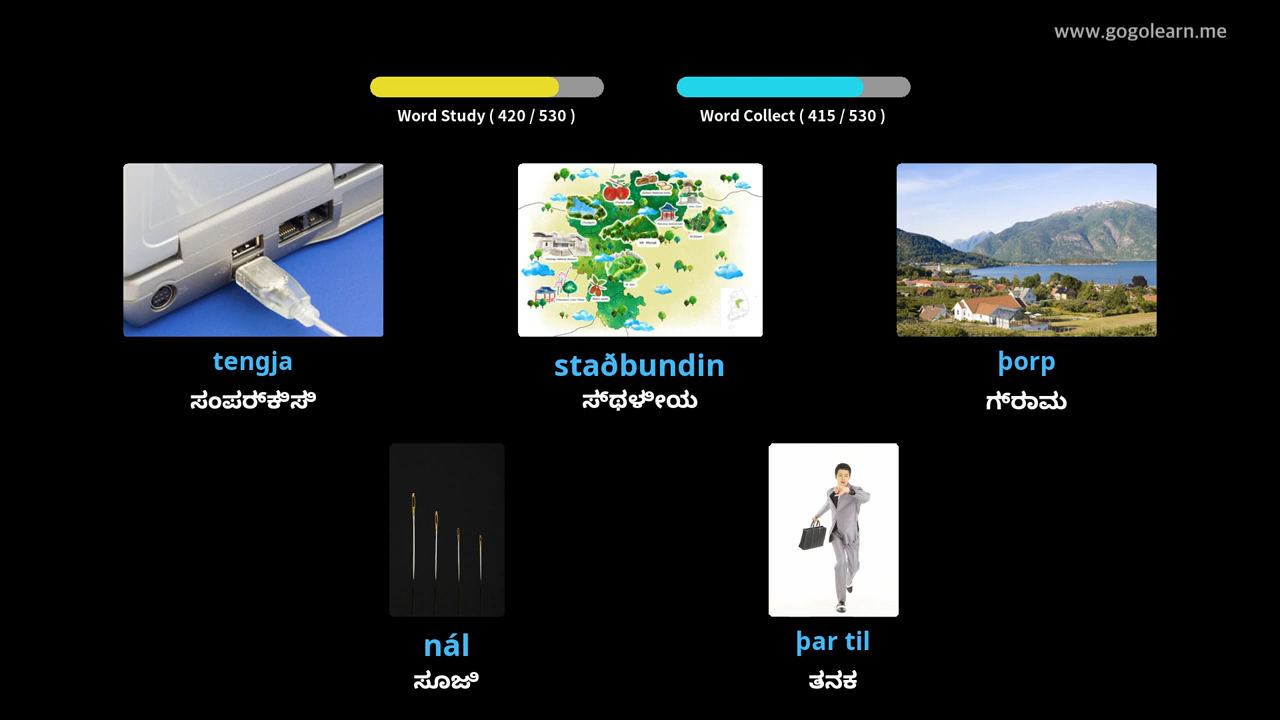 www.gogolearn.me
Word Study ( 420 / 530 )
Word Collect ( 415 / 530 )
tengja
ಸಂಪರ್ಕಿಸಿ
staðbundin
ಸ್ಥಳೀಯ
þorp
ಗ್ರಾಮ
nál
ಸೂಜಿ
þar til
ತನಕ